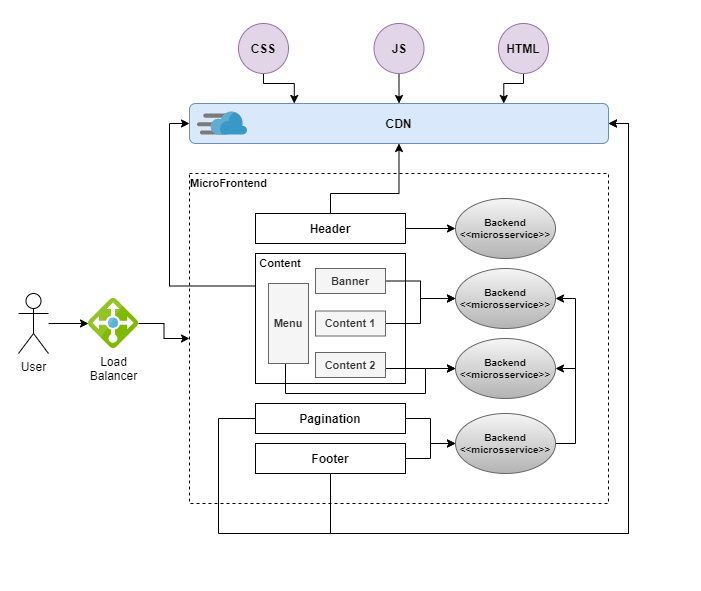 CSS
JS
HTML
CDN
MicroFrontend
Header
Backend
<<microsservice>>
Content
Banner
Backend
<<microsservice>>
Menu
Content 1
Content 2
Backend
<<microsservice>>
User
Load
Balancer
Pagination
Backend
<<microsservice>>
Footer